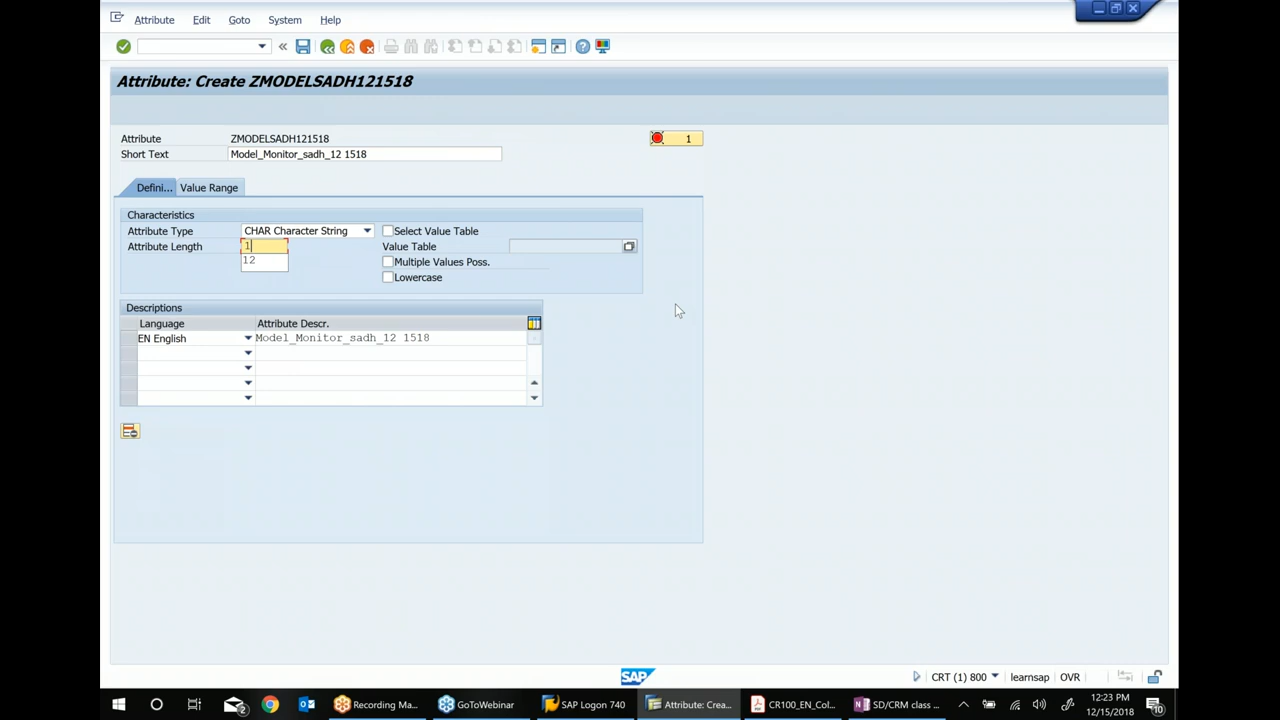 Attribute Edit Goto System Help
Attribute: Create ZMODELSADH121518
Attribute ZMODELSADH121518 1
Short Text Model_Monitor_sadh_12 1518
Defini... Value Range
Characteristics
Attribute Type CHAR Character String Select Value Table
Attribute Length 1 Value Table
12 Multiple Values Poss.
Lowercase
Descriptions
Language Attribute Descr.
EN English Model_Monitor_sadh_12 1518
SAP CRT (1) 800 learnsap OVR
Recording Ma... GoToWebinar SAP Logon 740 Attribute: Crea... CR100_EN_Col... SD/CRM class ... 12:23 PM
12/15/2018